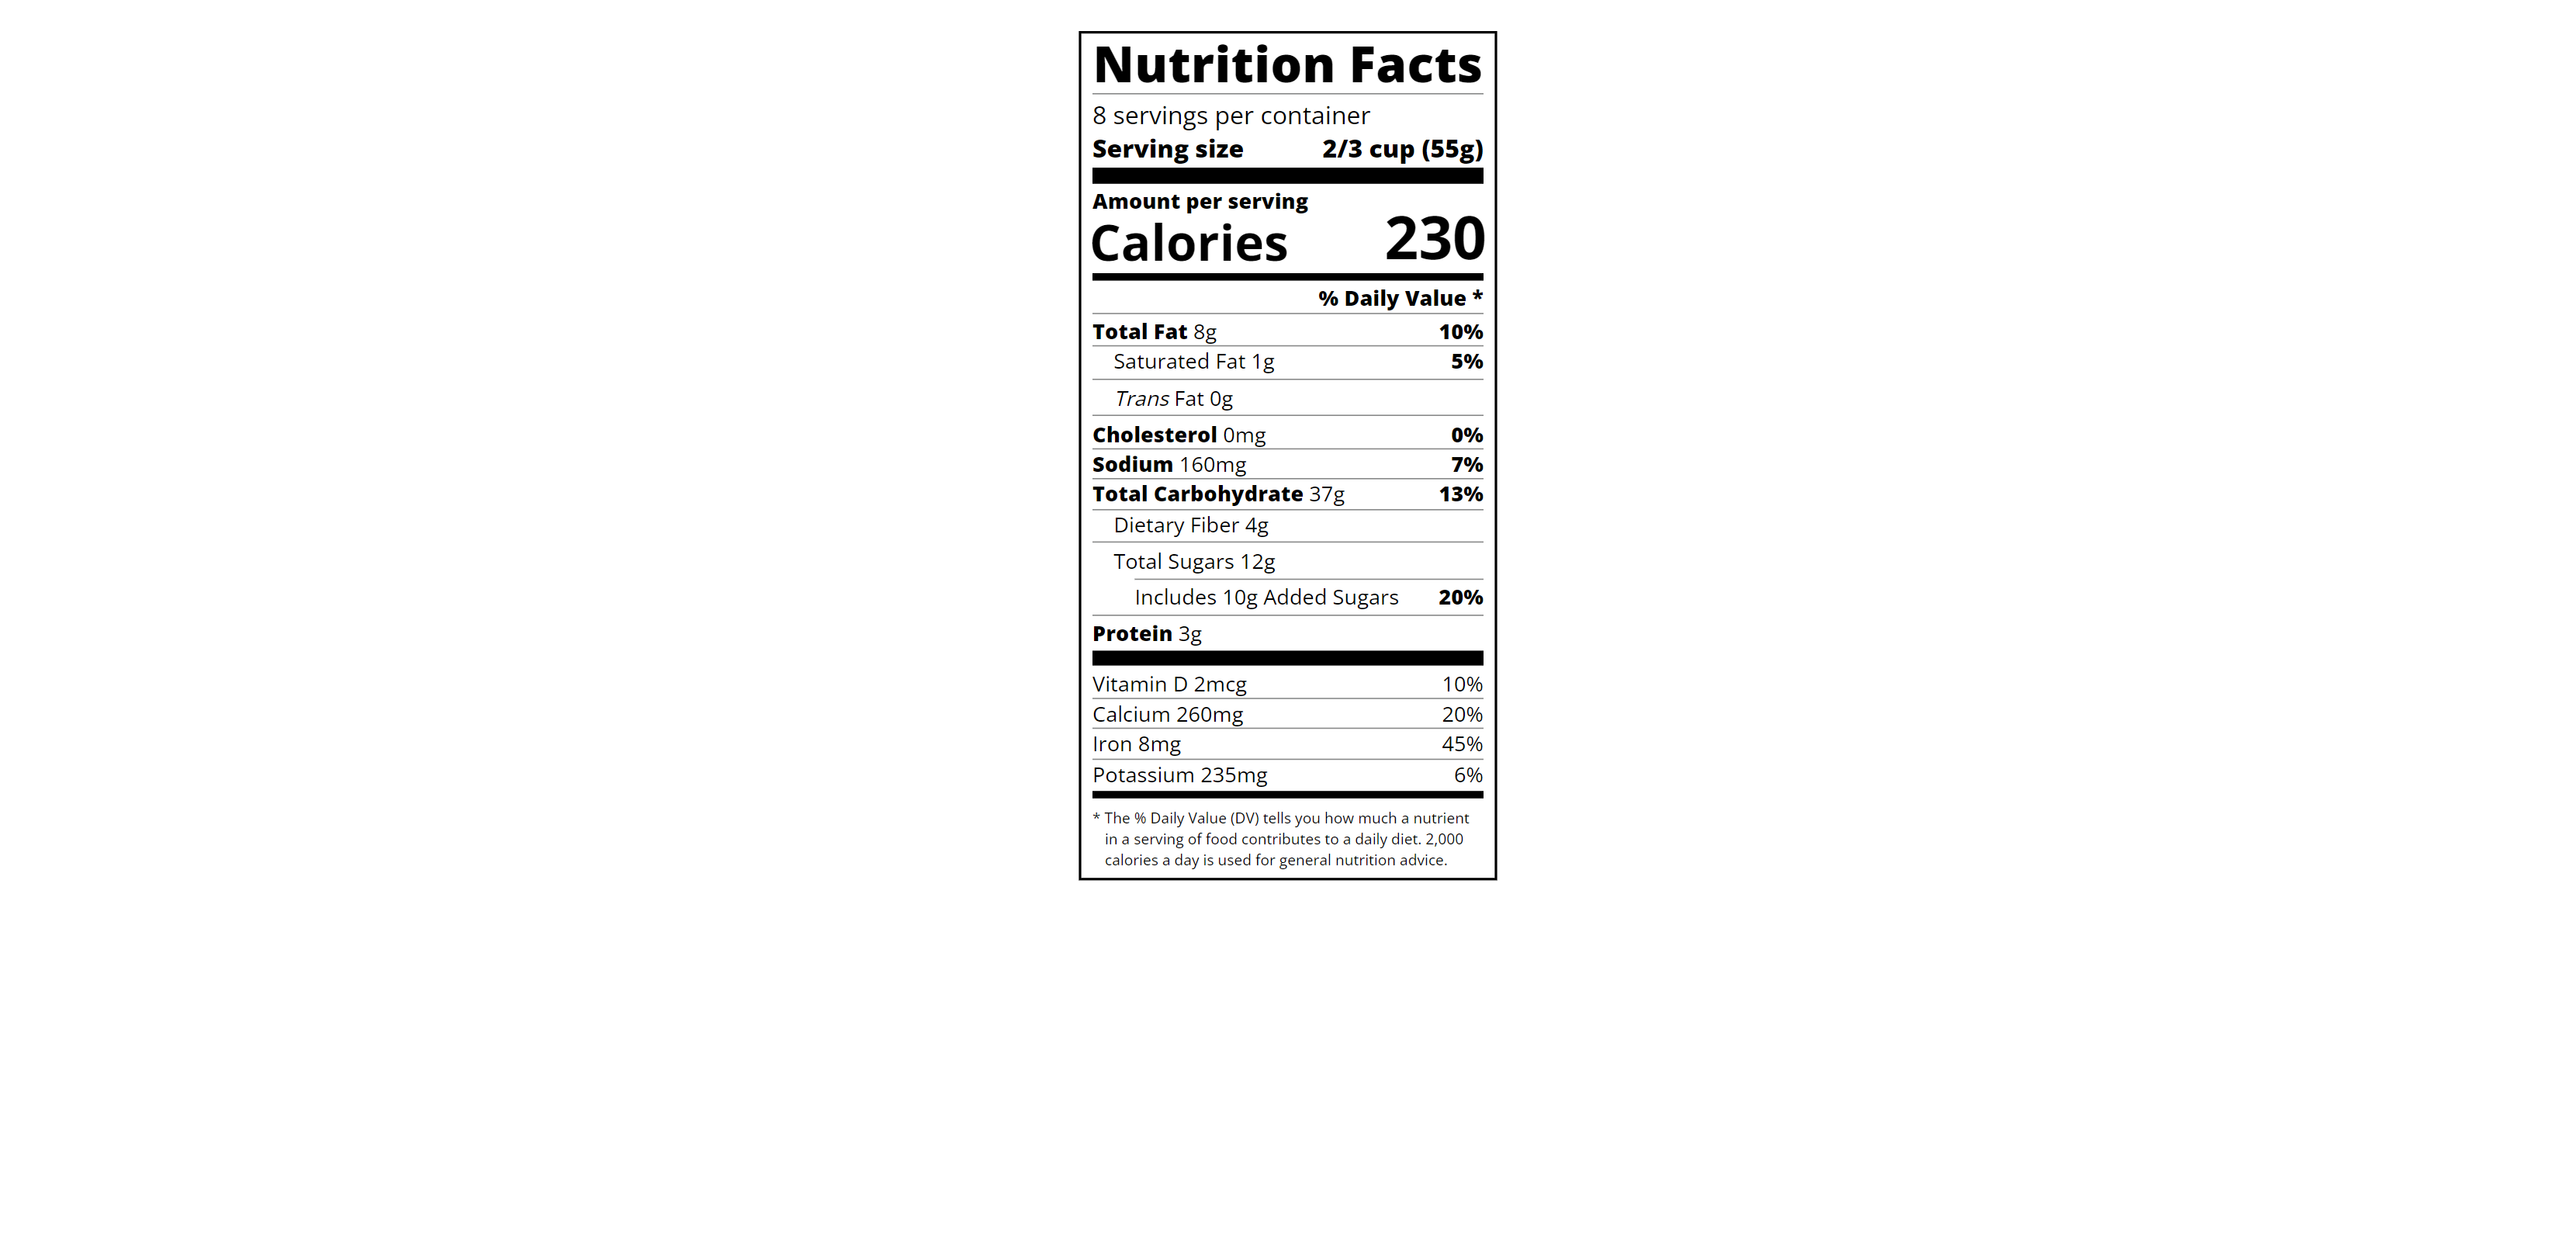 Nutrition Facts
8 servings per container
Serving size 2/3 cup (55g)
Amount per serving
Calories 230
% Daily Value *
Total Fat 8g 10%
Saturated Fat 1g 5%
Trans Fat 0g
Cholesterol 0mg 0%
Sodium 160mg 7%
Total Carbohydrate 37g 13%
Dietary Fiber 4g
Total Sugars 12g
Includes 10g Added Sugars 20%
Protein 3g
Vitamin D 2mcg 10%
Calcium 260mg 20%
Iron 8mg 45%
Potassium 235mg 6%
* The % Daily Value (DV) tells you how much a nutrient
in a serving of food contributes to a daily diet. 2,000
calories a day is used for general nutrition advice.